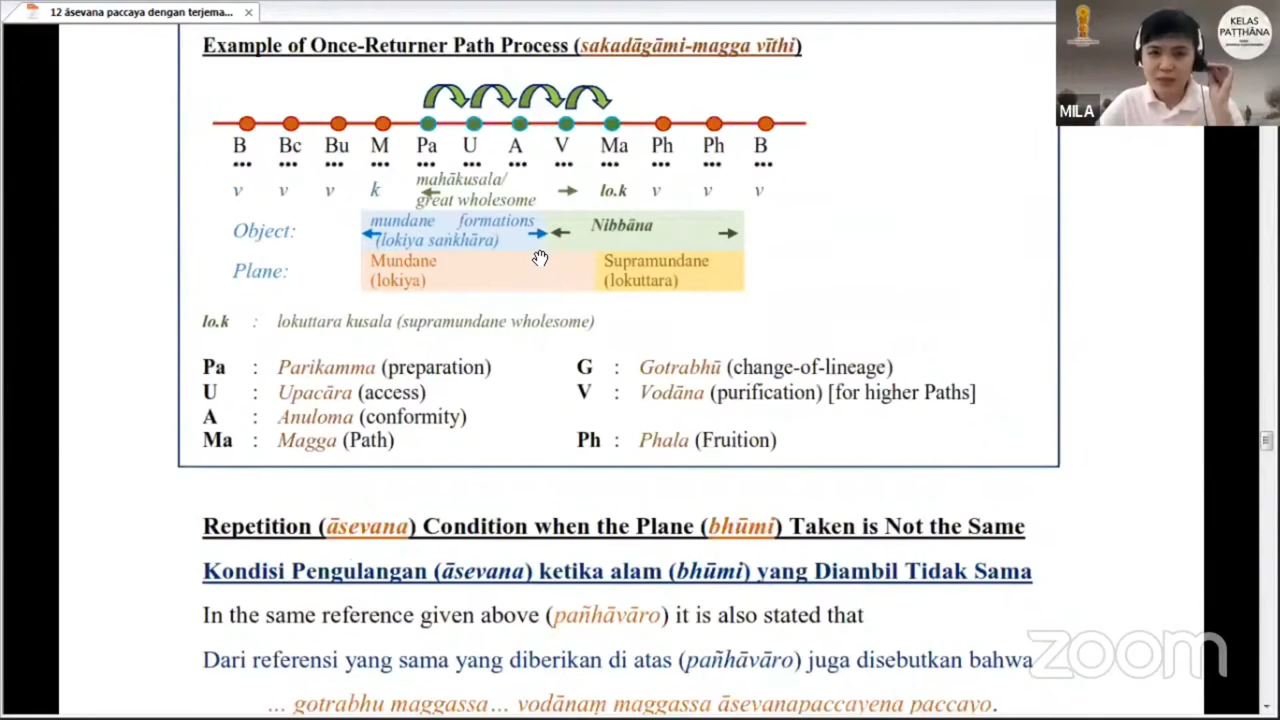 12 āsevana paccaya dengan terjema... ×
KELAS
PAṬṬHĀNA
MILA
Example of Once-Returner Path Process (sakadāgāmi-magga vīthi)
B Bc Bu M Pa U A V Ma Ph Ph B
... ... ... ... ... ... ... ... ... ... ... ...
v v v k mahākusala/ great wholesome lo.k v v v
Object: mundane formations (lokiya saṅkhāra) Nibbāna
Plane: Mundane (lokiya) Supramundane (lokuttara)
lo.k : lokuttara kusala (supramundane wholesome)
Pa : Parikamma (preparation) G : Gotrabhū (change-of-lineage)
U : Upacāra (access) V : Vodāna (purification) [for higher Paths]
A : Anuloma (conformity)
Ma : Magga (Path) Ph : Phala (Fruition)
Repetition (āsevana) Condition when the Plane (bhūmi) Taken is Not the Same
Kondisi Pengulangan (āsevana) ketika alam (bhūmi) yang Diambil Tidak Sama
In the same reference given above (pañhāvāro) it is also stated that
Dari referensi yang sama yang diberikan di atas (pañhāvāro) juga disebutkan bahwa
zoom
... gotrabhu maggassa... vodānaṃ maggassa āsevanapaccayena paccayo.